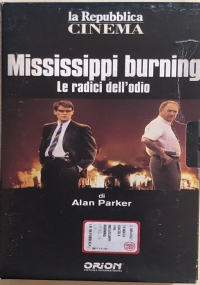 la Repubblica
CINEMA
Mississippi burning
Le radici dell'odio
di
Alan Parker
ORION